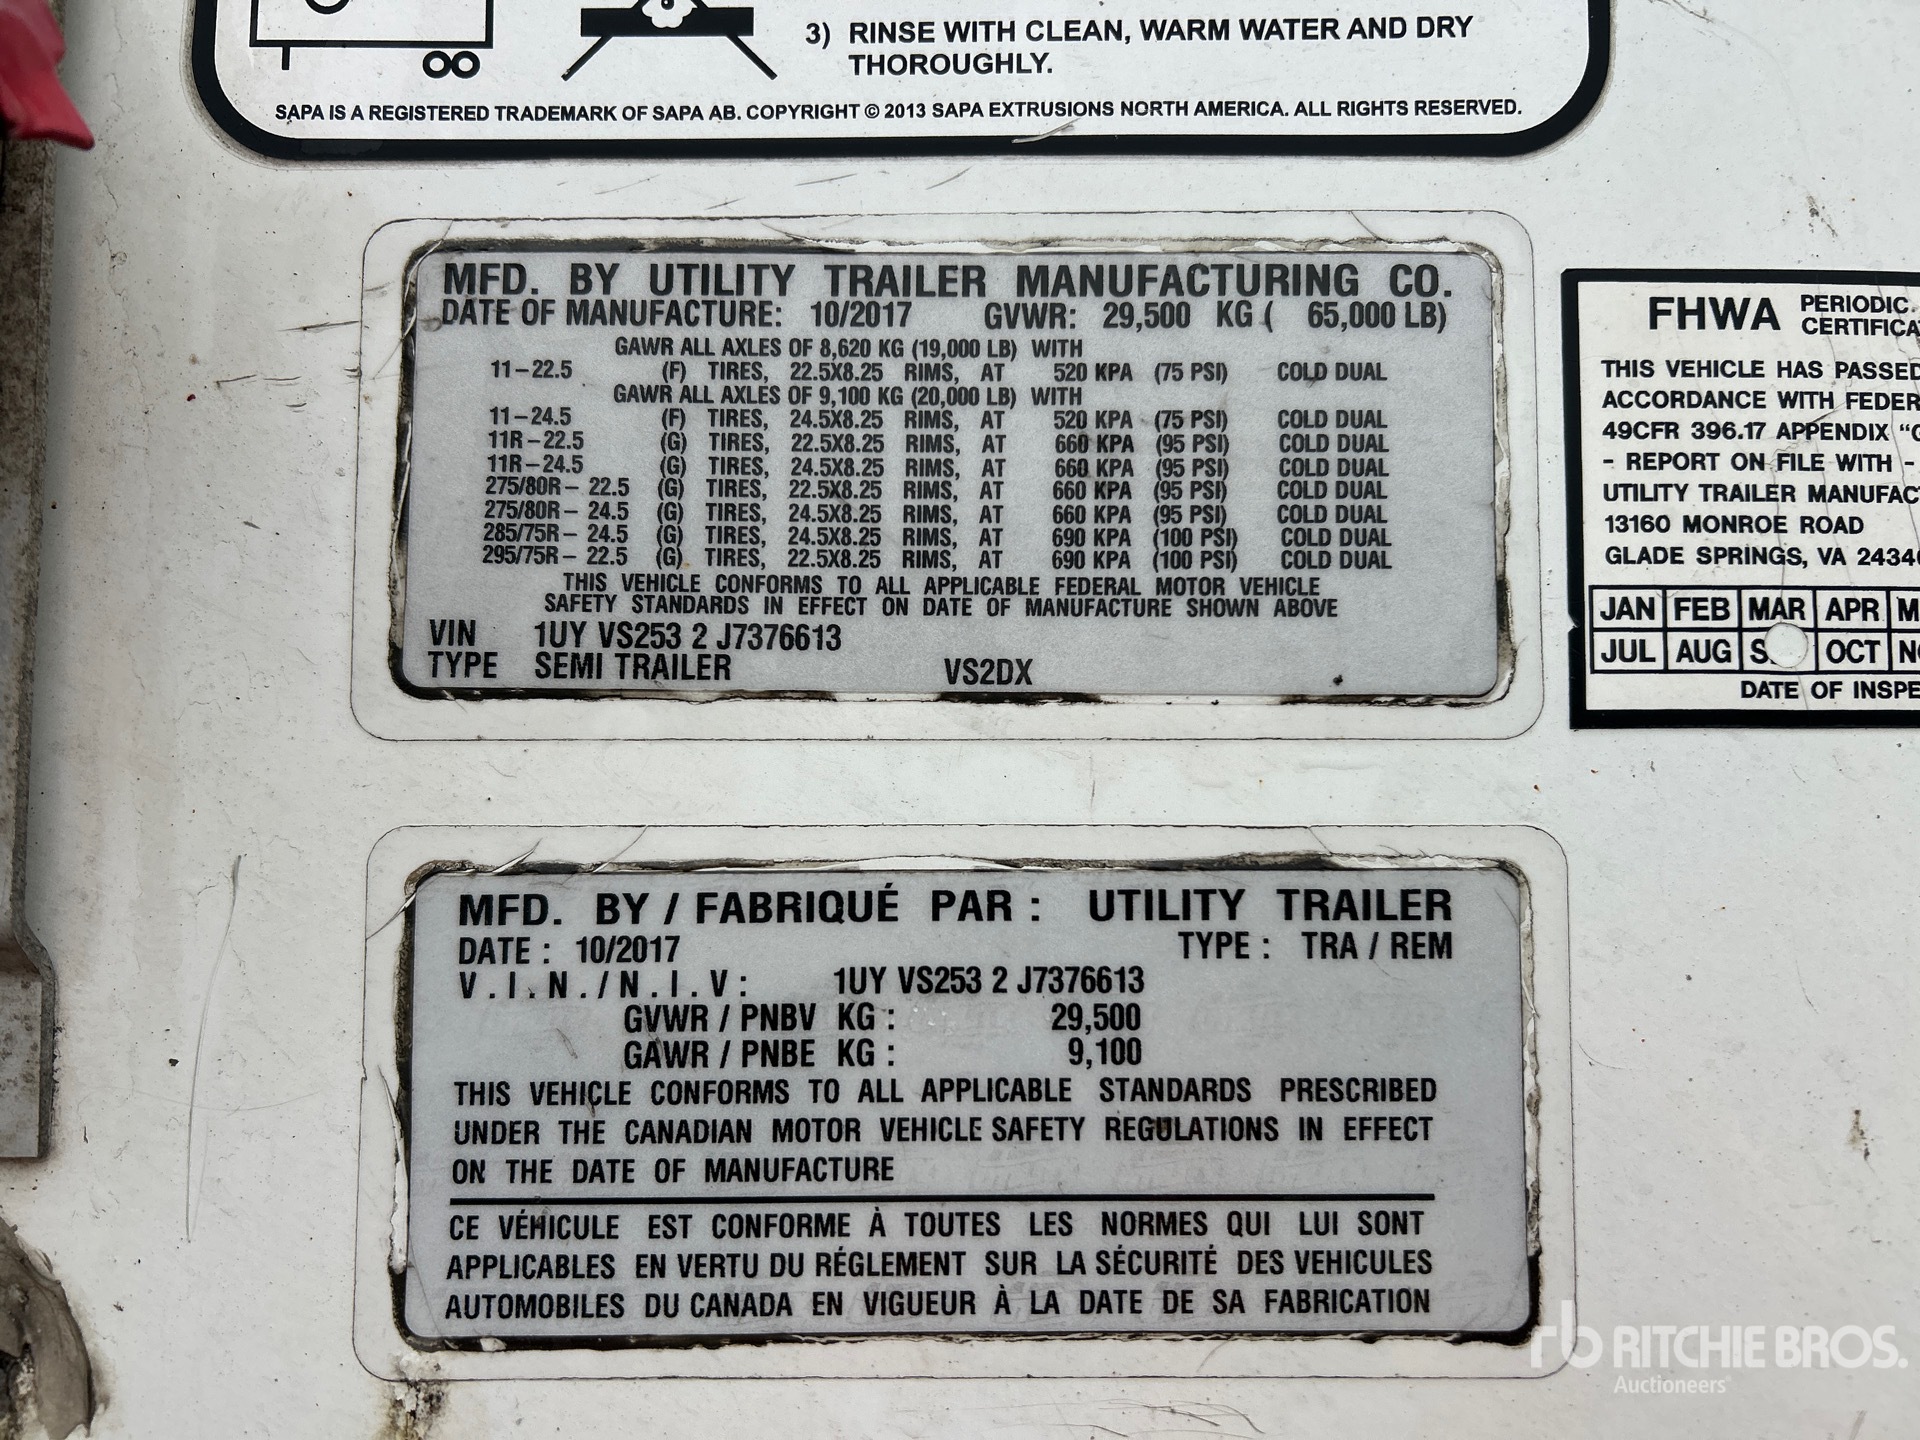 3) RINSE WITH CLEAN, WARM WATER AND DRY
THOROUGHLY.
SAPA IS A REGISTERED TRADEMARK OF SAPA AB. COPYRIGHT © 2013 SAPA EXTRUSIONS NORTH AMERICA. ALL RIGHTS RESERVED.
MFD. BY UTILITY TRAILER MANUFACTURING CO.
DATE OF MANUFACTURE: 10/2017 GVWR: 29,500 KG ( 65,000 LB)
GAWR ALL AXLES OF 8,620 KG (19,000 LB) WITH
11-22.5 (F) TIRES, 22.5X8.25 RIMS, AT 520 KPA (75 PSI) COLD DUAL
GAWR ALL AXLES OF 9,100 KG (20,000 LB) WITH
11-24.5 (F) TIRES, 24.5X8.25 RIMS, AT 520 KPA (75 PSI) COLD DUAL
11R-22.5 (G) TIRES, 22.5X8.25 RIMS, AT 660 KPA (95 PSI) COLD DUAL
11R-24.5 (G) TIRES, 24.5X8.25 RIMS, AT 660 KPA (95 PSI) COLD DUAL
275/80R- 22.5 (G) TIRES, 22.5X8.25 RIMS, AT 660 KPA (95 PSI) COLD DUAL
275/80R- 24.5 (G) TIRES, 24.5X8.25 RIMS, AT 660 KPA (95 PSI) COLD DUAL
285/75R- 24.5 (G) TIRES, 24.5X8.25 RIMS, AT 690 KPA (100 PSI) COLD DUAL
295/75R- 22.5 (G) TIRES, 22.5X8.25 RIMS, AT 690 KPA (100 PSI) COLD DUAL
THIS VEHICLE CONFORMS TO ALL APPLICABLE FEDERAL MOTOR VEHICLE
SAFETY STANDARDS IN EFFECT ON DATE OF MANUFACTURE SHOWN ABOVE
VIN 1UY VS253 2 J7376613
TYPE SEMI TRAILER VS2DX
FHWA PERIODIC
CERTIFICA
THIS VEHICLE HAS PASSED
ACCORDANCE WITH FEDER
49CFR 396.17 APPENDIX "G
- REPORT ON FILE WITH -
UTILITY TRAILER MANUFAC
13160 MONROE ROAD
GLADE SPRINGS, VA 2434
JAN FEB MAR APR M
JUL AUG S OCT N
DATE OF INSPE
MFD. BY / FABRIQUÉ PAR : UTILITY TRAILER
DATE : 10/2017 TYPE : TRA / REM
V.I.N./N.I.V: 1UY VS253 2 J7376613
GVWR / PNBV KG : 29,500
GAWR / PNBE KG : 9,100
THIS VEHICLE CONFORMS TO ALL APPLICABLE STANDARDS PRESCRIBED
UNDER THE CANADIAN MOTOR VEHICLE SAFETY REGULATIONS IN EFFECT
ON THE DATE OF MANUFACTURE
CE VÉHICULE EST CONFORME À TOUTES LES NORMES QUI LUI SONT
APPLICABLES EN VERTU DU RÉGLEMENT SUR LA SÉCURITÉ DES VEHICULES
AUTOMOBILES DU CANADA EN VIGUEUR À LA DATE DE SA FABRICATION
rb RITCHIE BROS.
Auctioneers